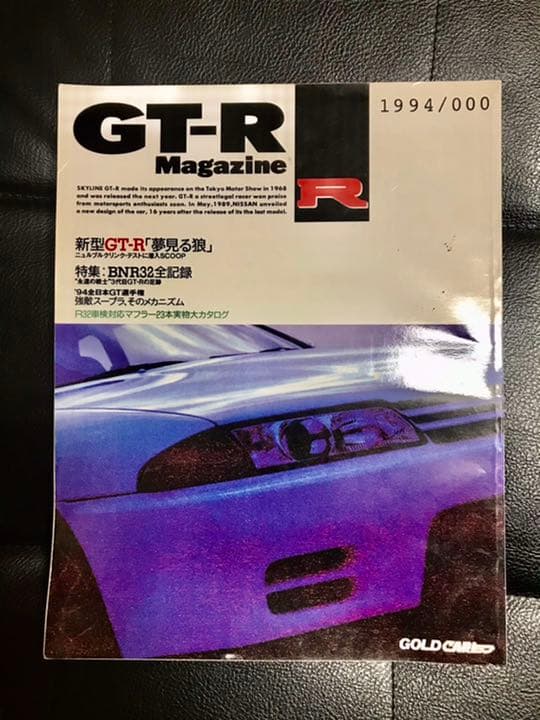 GT-R
Magazine
R
1994/000
SKYLINE GT-R made its appearance on the Tokyo Motor Show in 1968
and was released the next year. GT-R a streetlegal racer won praise
from motorsports enthusiasts soon. In May, 1989, NISSAN unveiled
a new design of the car, 16 years after the release of its the last model.
新型GT-R「夢見る狼」
ニュルブルクリンク・テストに潜入SCOOP
特集：BNR32全記録
"永遠の戦士"3代目GT-Rの足跡
'94全日本GT選手権
強敵スープラ、そのメカニズム
R32車検対応マフラー23本実物大カタログ
GOLD CARトップ